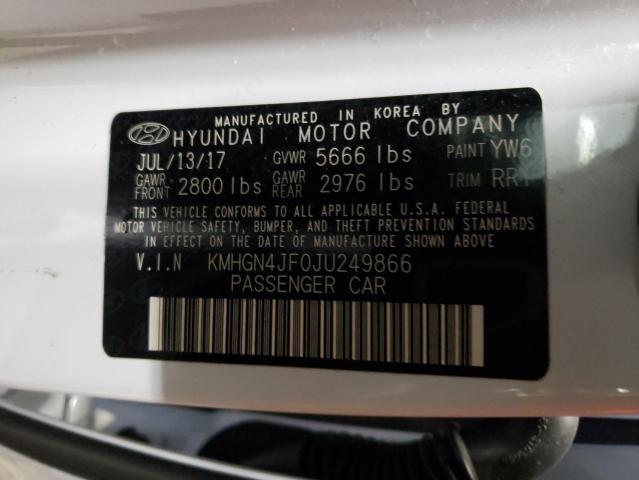 MANUFACTURED IN KOREA BY
HYUNDAI MOTOR COMPANY
JUL/13/17 GVWR 5666 lbs PAINT YW6
GAWR FRONT 2800 lbs GAWR REAR 2976 lbs TRIM RRY
THIS VEHICLE CONFORMS TO ALL APPLICABLE U.S.A. FEDERAL
MOTOR VEHICLE SAFETY, BUMPER, AND THEFT PREVENTION STANDARDS
IN EFFECT ON THE DATE OF MANUFACTURE SHOWN ABOVE
V.I.N KMHGN4JF0JU249866
PASSENGER CAR